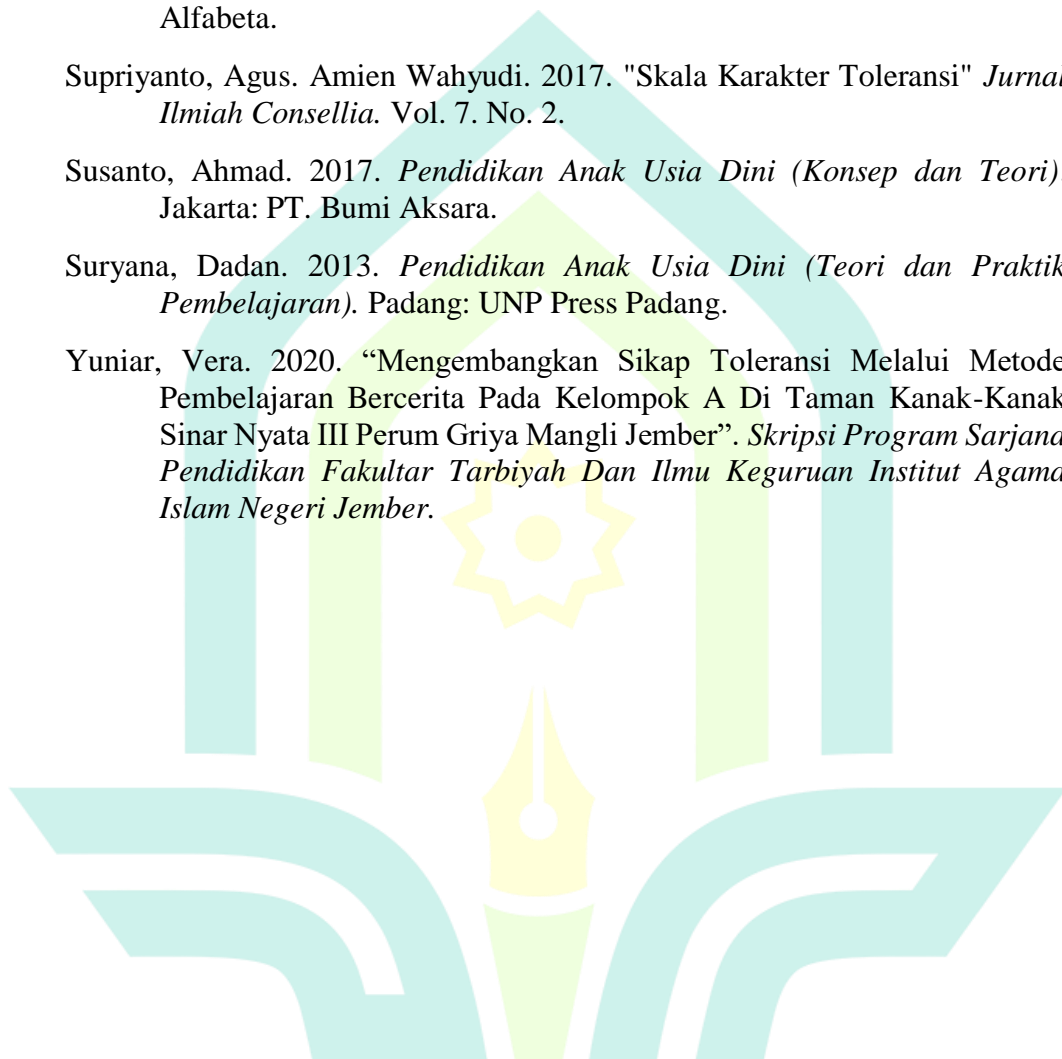 Alfabeta.
Supriyanto, Agus. Amien Wahyudi. 2017. "Skala Karakter Toleransi" Jurnal
Ilmiah Consellia. Vol. 7. No. 2.
Susanto, Ahmad. 2017. Pendidikan Anak Usia Dini (Konsep dan Teori)
Jakarta: PT. Bumi Aksara.
Suryana, Dadan. 2013. Pendidikan Anak Usia Dini (Teori dan Praktik
Pembelajaran). Padang: UNP Press Padang.
Yuniar, Vera. 2020. “Mengembangkan Sikap Toleransi Melalui Metode
Pembelajaran Bercerita Pada Kelompok A Di Taman Kanak-Kanak
Sinar Nyata III Perum Griya Mangli Jember”. Skripsi Program Sarjana
Pendidikan Fakultar Tarbiyah Dan Ilmu Keguruan Institut Agama
Islam Negeri Jember.